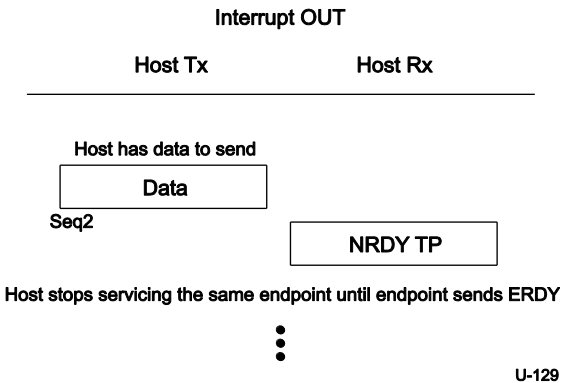 Interrupt OUT
Host Tx Host Rx
Host has data to send
Data
Seq2
NRDY TP
Host stops servicing the same endpoint until endpoint sends ERDY
U-129